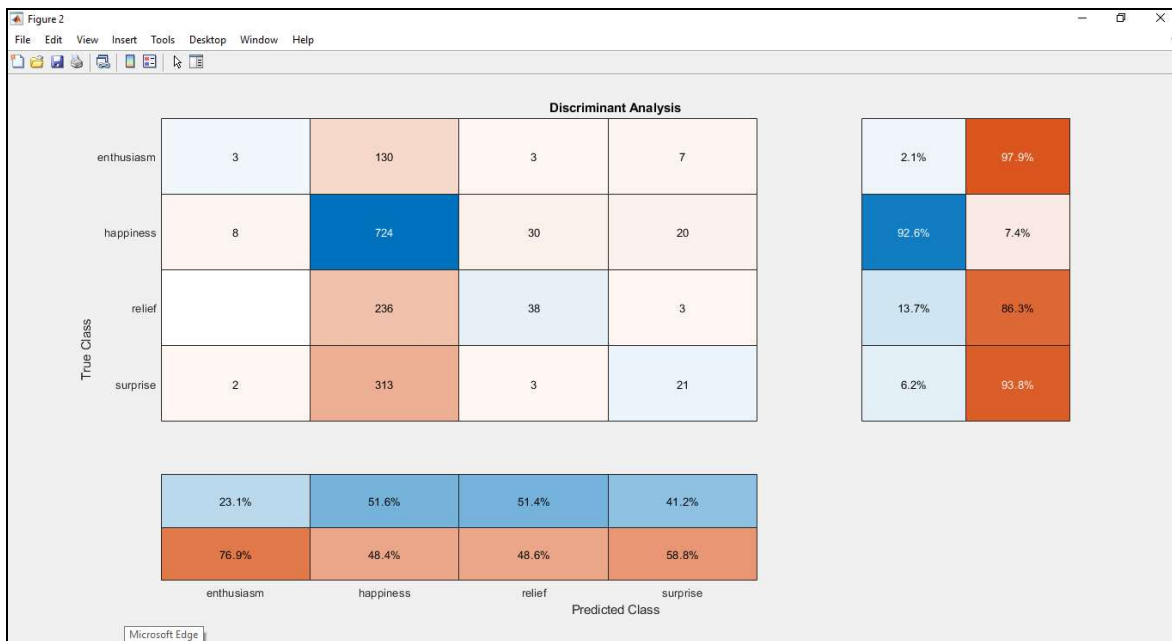 Figure 2
File Edit View Insert Tools Desktop Window Help
Discriminant Analysis
enthusiasm 3 130 3 7 2.1% 97.9%
happiness 8 724 30 20 92.6% 7.4%
relief 236 38 3 13.7% 86.3%
True Class
surprise 2 313 3 21 6.2% 93.8%
23.1% 51.6% 51.4% 41.2%
76.9% 48.4% 48.6% 58.8%
enthusiasm happiness relief surprise
Predicted Class
Microsoft Edge